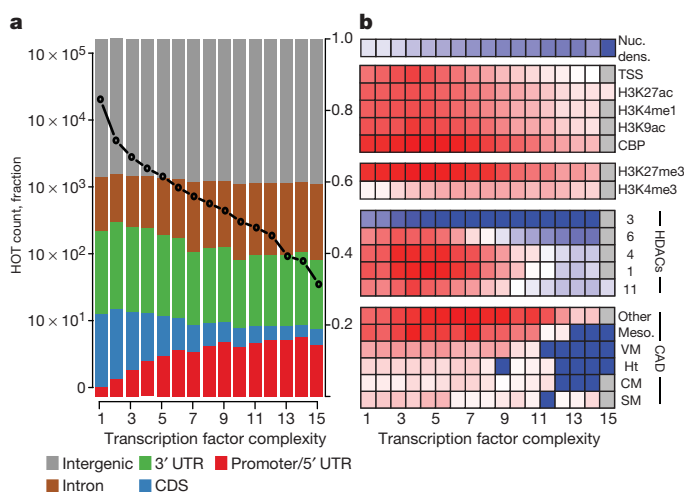 a
b
10 × 10⁵
10 × 10⁴
10 × 10³
10 × 10²
10 × 10¹
0
HOT count, fraction
1.0
0.8
0.6
0.4
0.2
1 3 5 7 9 11 13 15
Transcription factor complexity
Intergenic
3′ UTR
Promoter/5′ UTR
Intron
CDS
Nuc.
dens.
TSS
H3K27ac
H3K4me1
H3K9ac
CBP
H3K27me3
H3K4me3
3
6
4
1
11
HDACs
Other
Meso.
VM
Ht
CM
SM
CAD
1 3 5 7 9 11 13 15
Transcription factor complexity